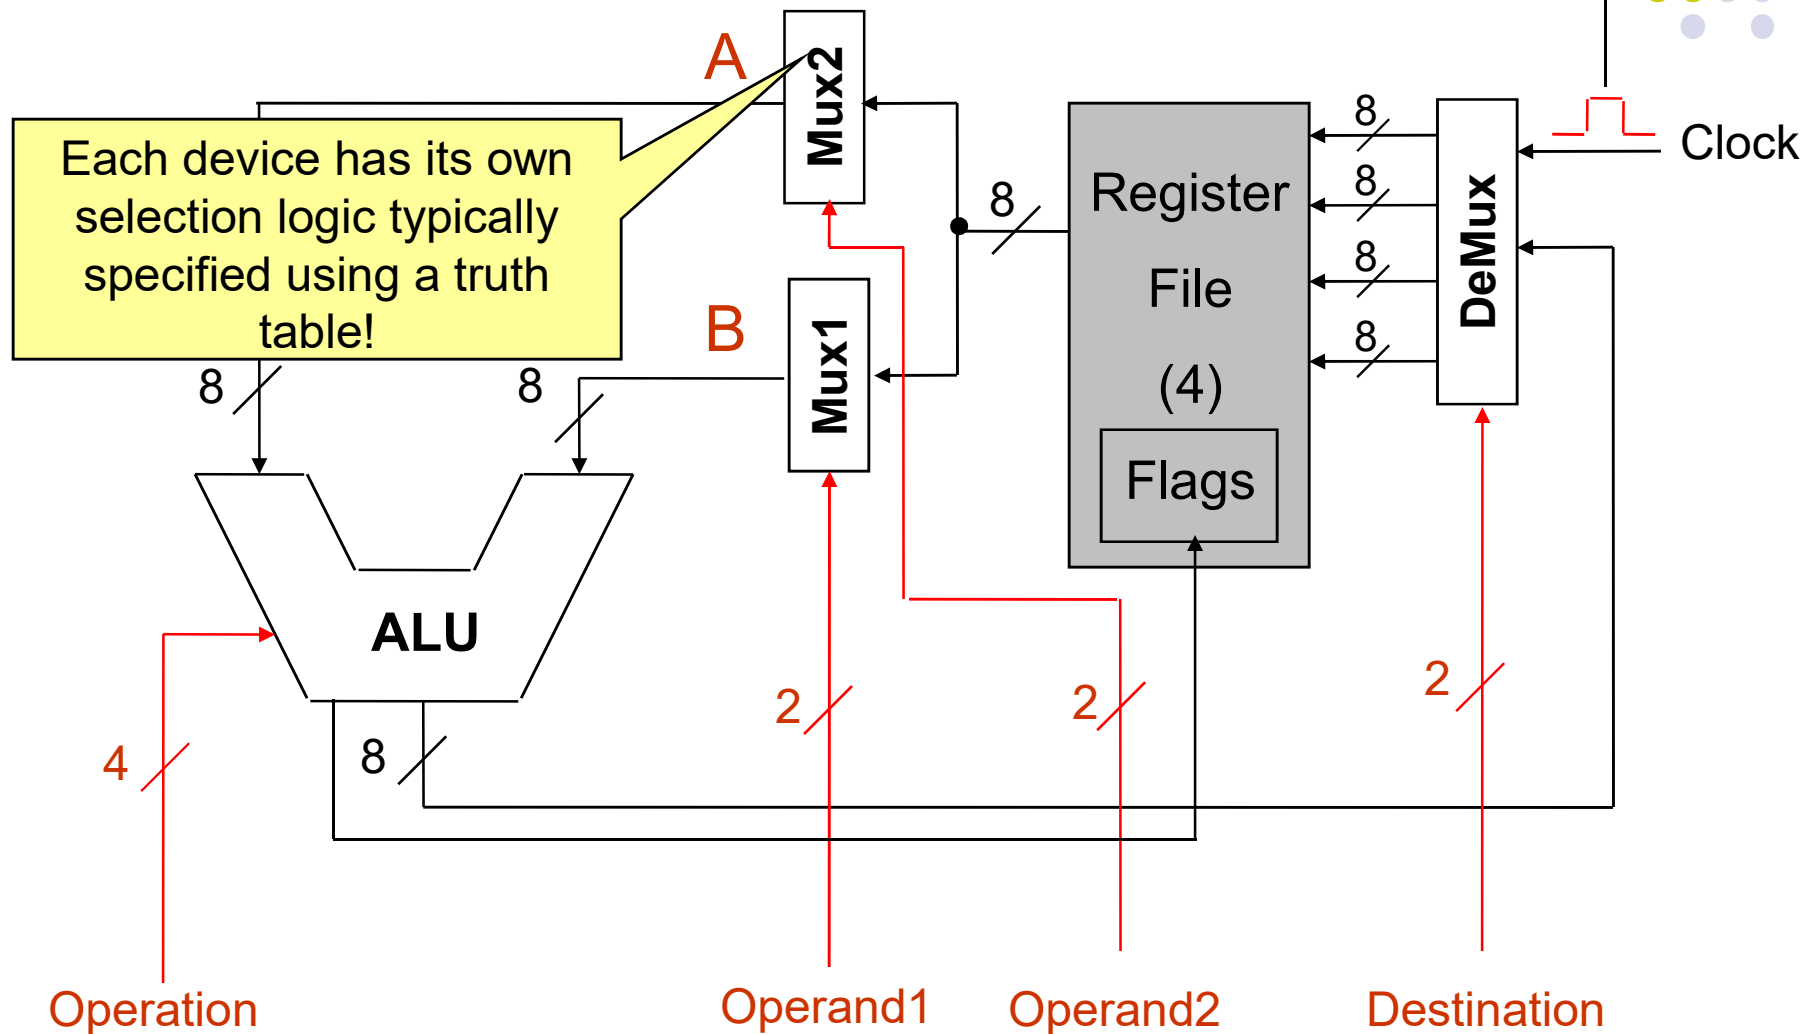 A
Mux2
8
Clock
Each device has its own
selection logic typically
specified using a truth
table!
8
Register
File
(4)
Flags
8
8
8
DeMux
B
Mux1
8
8
ALU
2
2
2
4
8
Operation
Operand1
Operand2
Destination